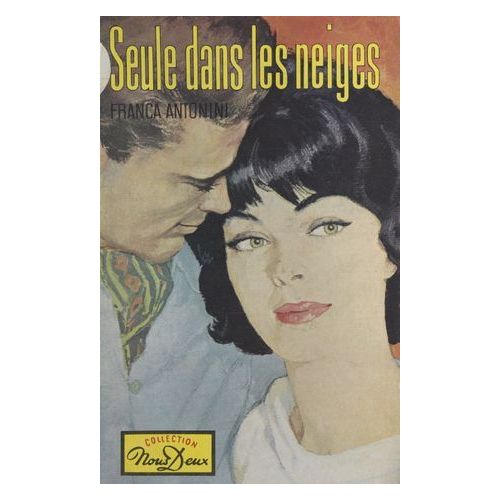 Seule dans les neiges
FRANCA ANTONINI
COLLECTION
Nous Deux